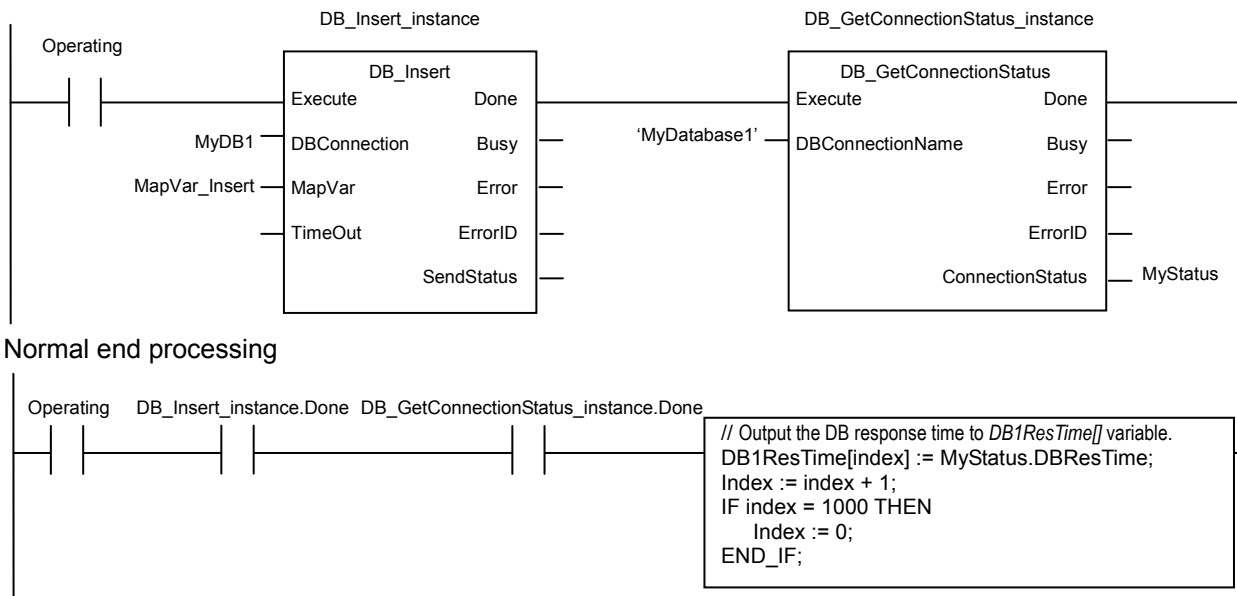 DB_Insert_instance
DB_GetConnectionStatus_instance
Operating
DB_Insert
Execute Done
MyDB1 DBConnection Busy
MapVar_Insert MapVar Error
TimeOut ErrorID
SendStatus
DB_GetConnectionStatus
Execute Done
‘MyDatabase1’ DBConnectionName Busy
Error
ErrorID
ConnectionStatus MyStatus
Normal end processing
Operating DB_Insert_instance.Done DB_GetConnectionStatus_instance.Done
// Output the DB response time to DB1ResTime[] variable.
DB1ResTime[index] := MyStatus.DBResTime;
Index := index + 1;
IF index = 1000 THEN
Index := 0;
END_IF;